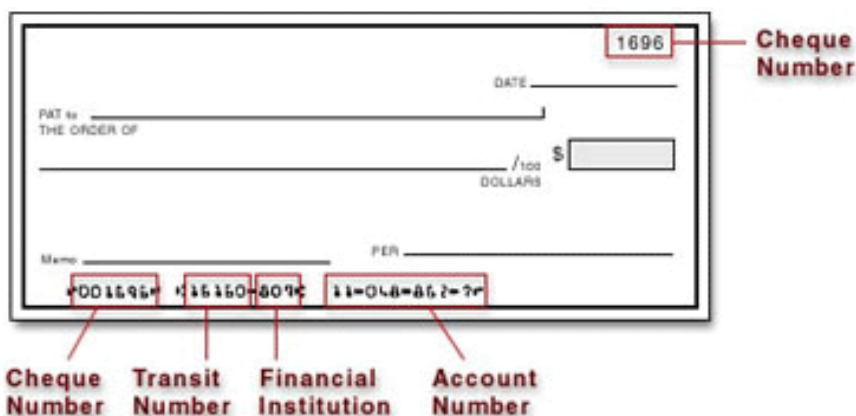 1696
Cheque
Number
DATE
PAT to
THE ORDER OF
$
/100
DOLLARS
Memo
PER
001696 16160-809 11-048-862-7
Cheque Transit Financial Account
Number Number Institution Number